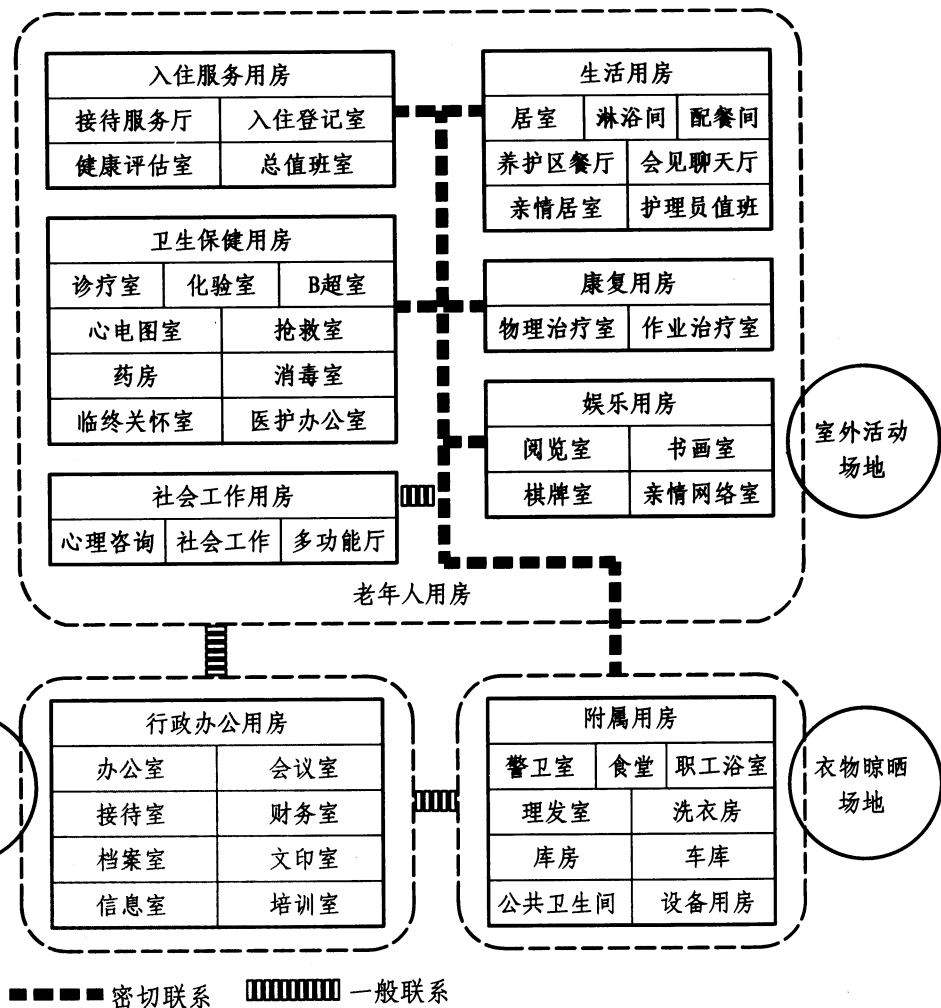 入住服务用房
接待服务厅 入住登记室
健康评估室 总值班室
卫生保健用房
诊疗室 化验室 B超室
心电图室 抢救室
药房 消毒室
临终关怀室 医护办公室
社会工作用房
心理咨询 社会工作 多功能厅
生活用房
居室 淋浴间 配餐间
养护区餐厅 会见聊天厅
亲情居室 护理员值班
康复用房
物理治疗室 作业治疗室
娱乐用房
阅览室 书画室
棋牌室 亲情网络室
室外活动
场地
老年人用房
行政办公用房
办公室 会议室
接待室 财务室
档案室 文印室
信息室 培训室
附属用房
警卫室 食堂 职工浴室
理发室 洗衣房
库房 车库
公共卫生间 设备用房
衣物晾晒
场地
密切联系 一般联系